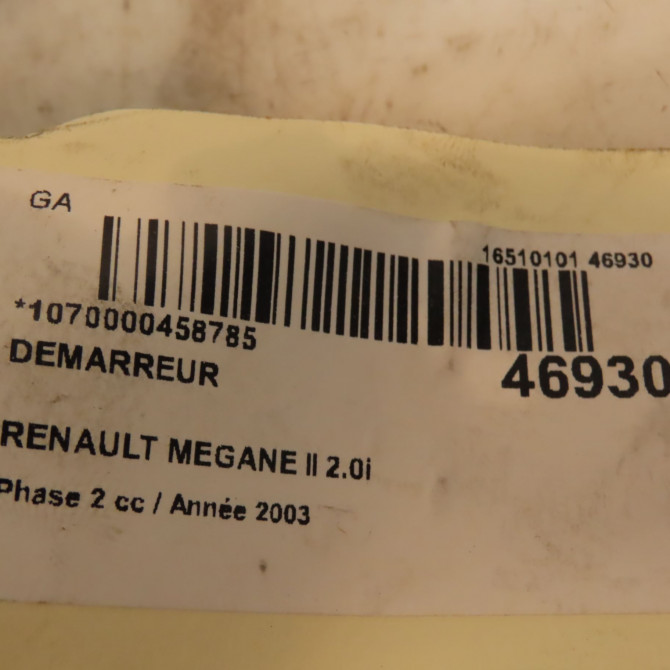 GA
16510101 46930
*1070000458785
46930
DEMARREUR
RENAULT MEGANE II 2.0i
Phase 2 cc / Année 2003